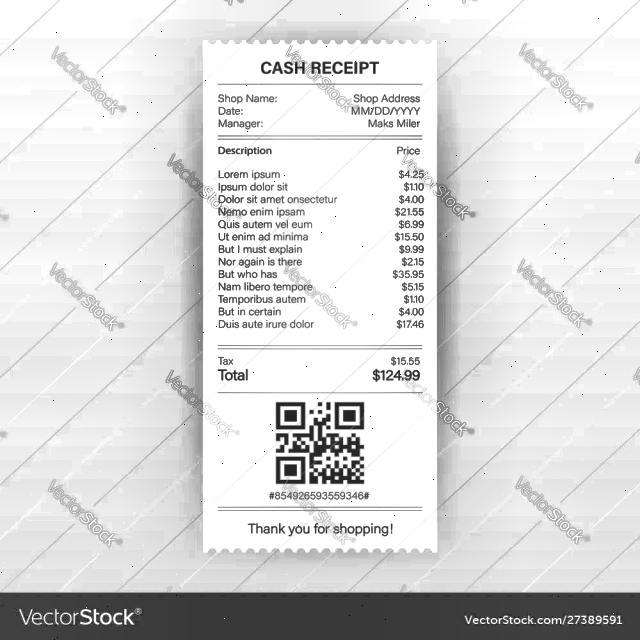 CASH RECEIPT
Shop Name: Shop Address
Date: MM/DD/YYYY
Manager: Maks Miler
Description Price
Lorem ipsum $4.25
Ipsum dolor sit $1.10
Dolor sit amet onsectetur $4.00
Nemo enim ipsam $21.55
Quis autem vel eum $6.99
Ut enim ad minima $15.50
But I must explain $9.99
Nor again is there $2.15
But who has $35.95
Nam libero tempore $5.15
Temporibus autem $1.10
But in certain $4.00
Duis aute irure dolor $17.46
Tax $15.55
Total $124.99
#854926593559346#
Thank you for shopping!
VectorStock® VectorStock.com/27389591